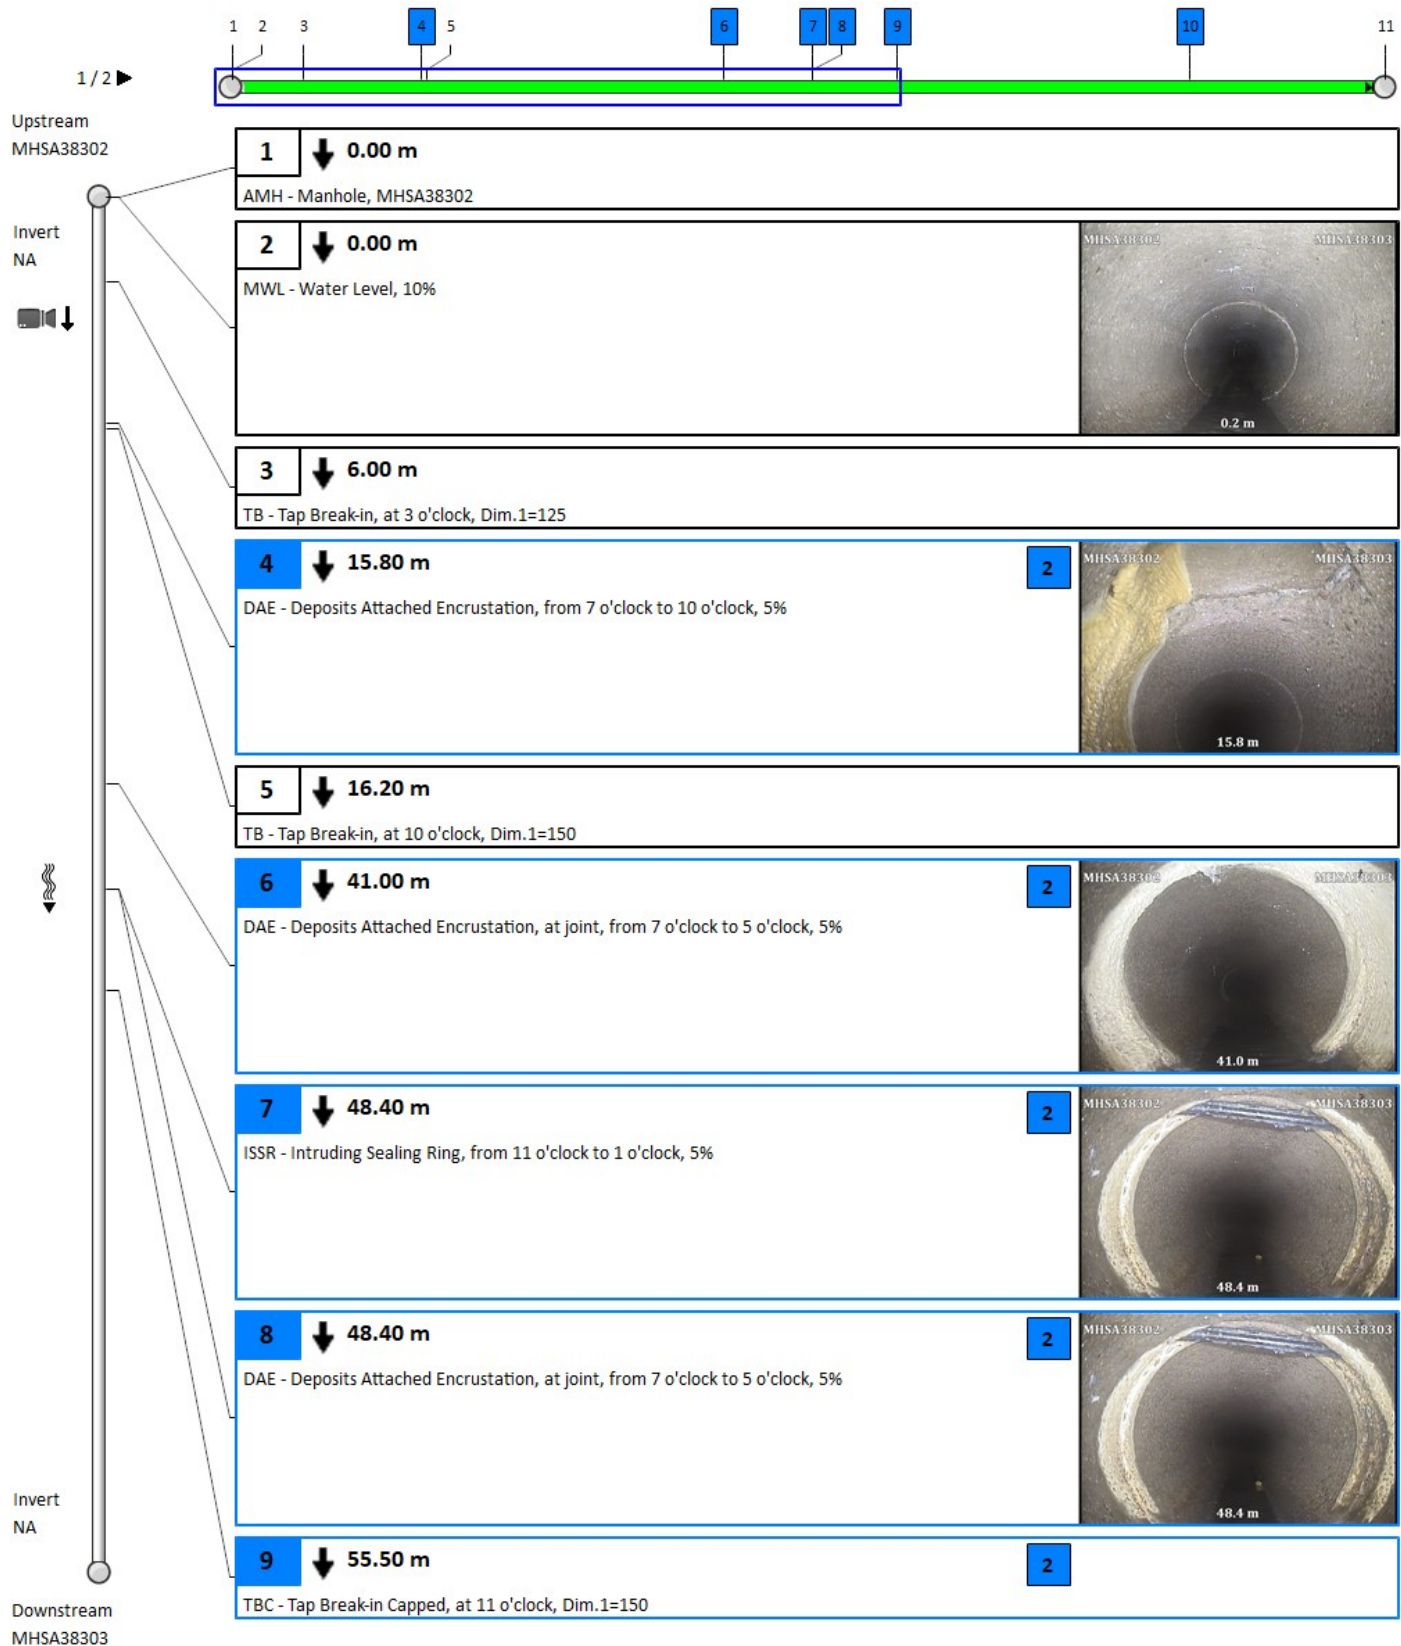 1 2 3 4 5 6 7 8 9 10 11
1 / 2
Upstream
MHSA38302
Invert
NA
1 0.00 m
AMH - Manhole, MHSA38302
2 0.00 m
MWL - Water Level, 10%
MHSA38302 MHSA38303
0.2 m
3 6.00 m
TB - Tap Break-in, at 3 o'clock, Dim.1=125
4 15.80 m 2
DAE - Deposits Attached Encrustation, from 7 o'clock to 10 o'clock, 5%
MHSA38302 MHSA38303
15.8 m
5 16.20 m
TB - Tap Break-in, at 10 o'clock, Dim.1=150
6 41.00 m 2
DAE - Deposits Attached Encrustation, at joint, from 7 o'clock to 5 o'clock, 5%
MHSA38302 MHSA38303
41.0 m
7 48.40 m 2
ISSR - Intruding Sealing Ring, from 11 o'clock to 1 o'clock, 5%
MHSA38302 MHSA38303
48.4 m
8 48.40 m 2
DAE - Deposits Attached Encrustation, at joint, from 7 o'clock to 5 o'clock, 5%
MHSA38302 MHSA38303
48.4 m
9 55.50 m 2
TBC - Tap Break-in Capped, at 11 o'clock, Dim.1=150
Invert
NA
Downstream
MHSA38303